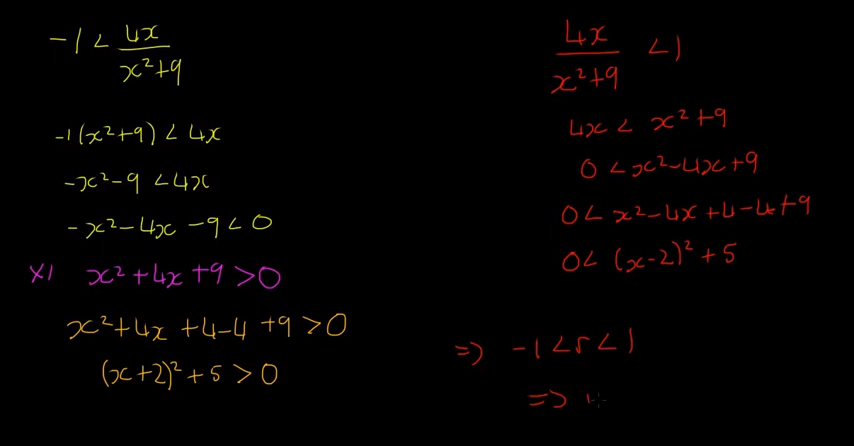 -1 < 4x / x²+9
-1(x²+9) < 4x
-x²-9 < 4x
-x²-4x-9 < 0
x1 x²+4x+9 > 0
x²+4x+4-4+9 > 0
(x+2)²+5 > 0
4x / x²+9 < 1
4x < x²+9
0 < x²-4x+9
0 < x²-4x+4-4+9
0 < (x-2)²+5
=> -1 < r < 1
=>